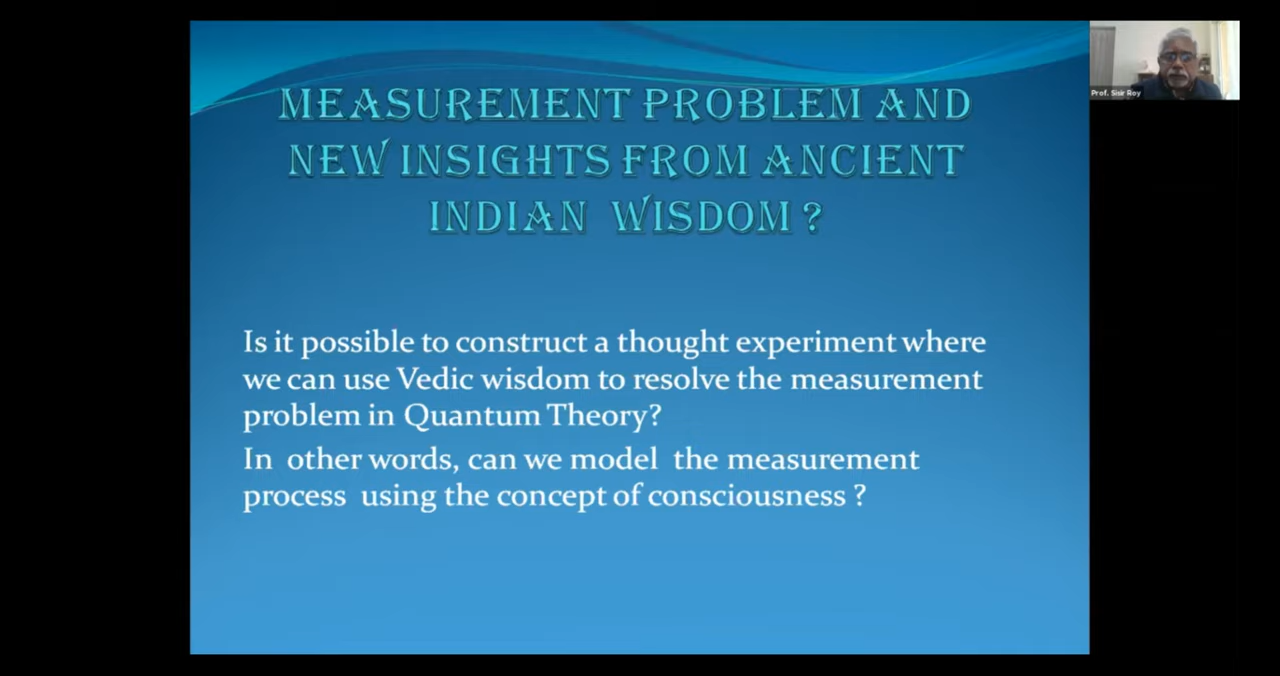 MEASUREMENT PROBLEM AND
NEW INSIGHTS FROM ANCIENT
INDIAN WISDOM ?
Is it possible to construct a thought experiment where
we can use Vedic wisdom to resolve the measurement
problem in Quantum Theory?
In other words, can we model the measurement
process using the concept of consciousness ?
Prof. Sisir Roy